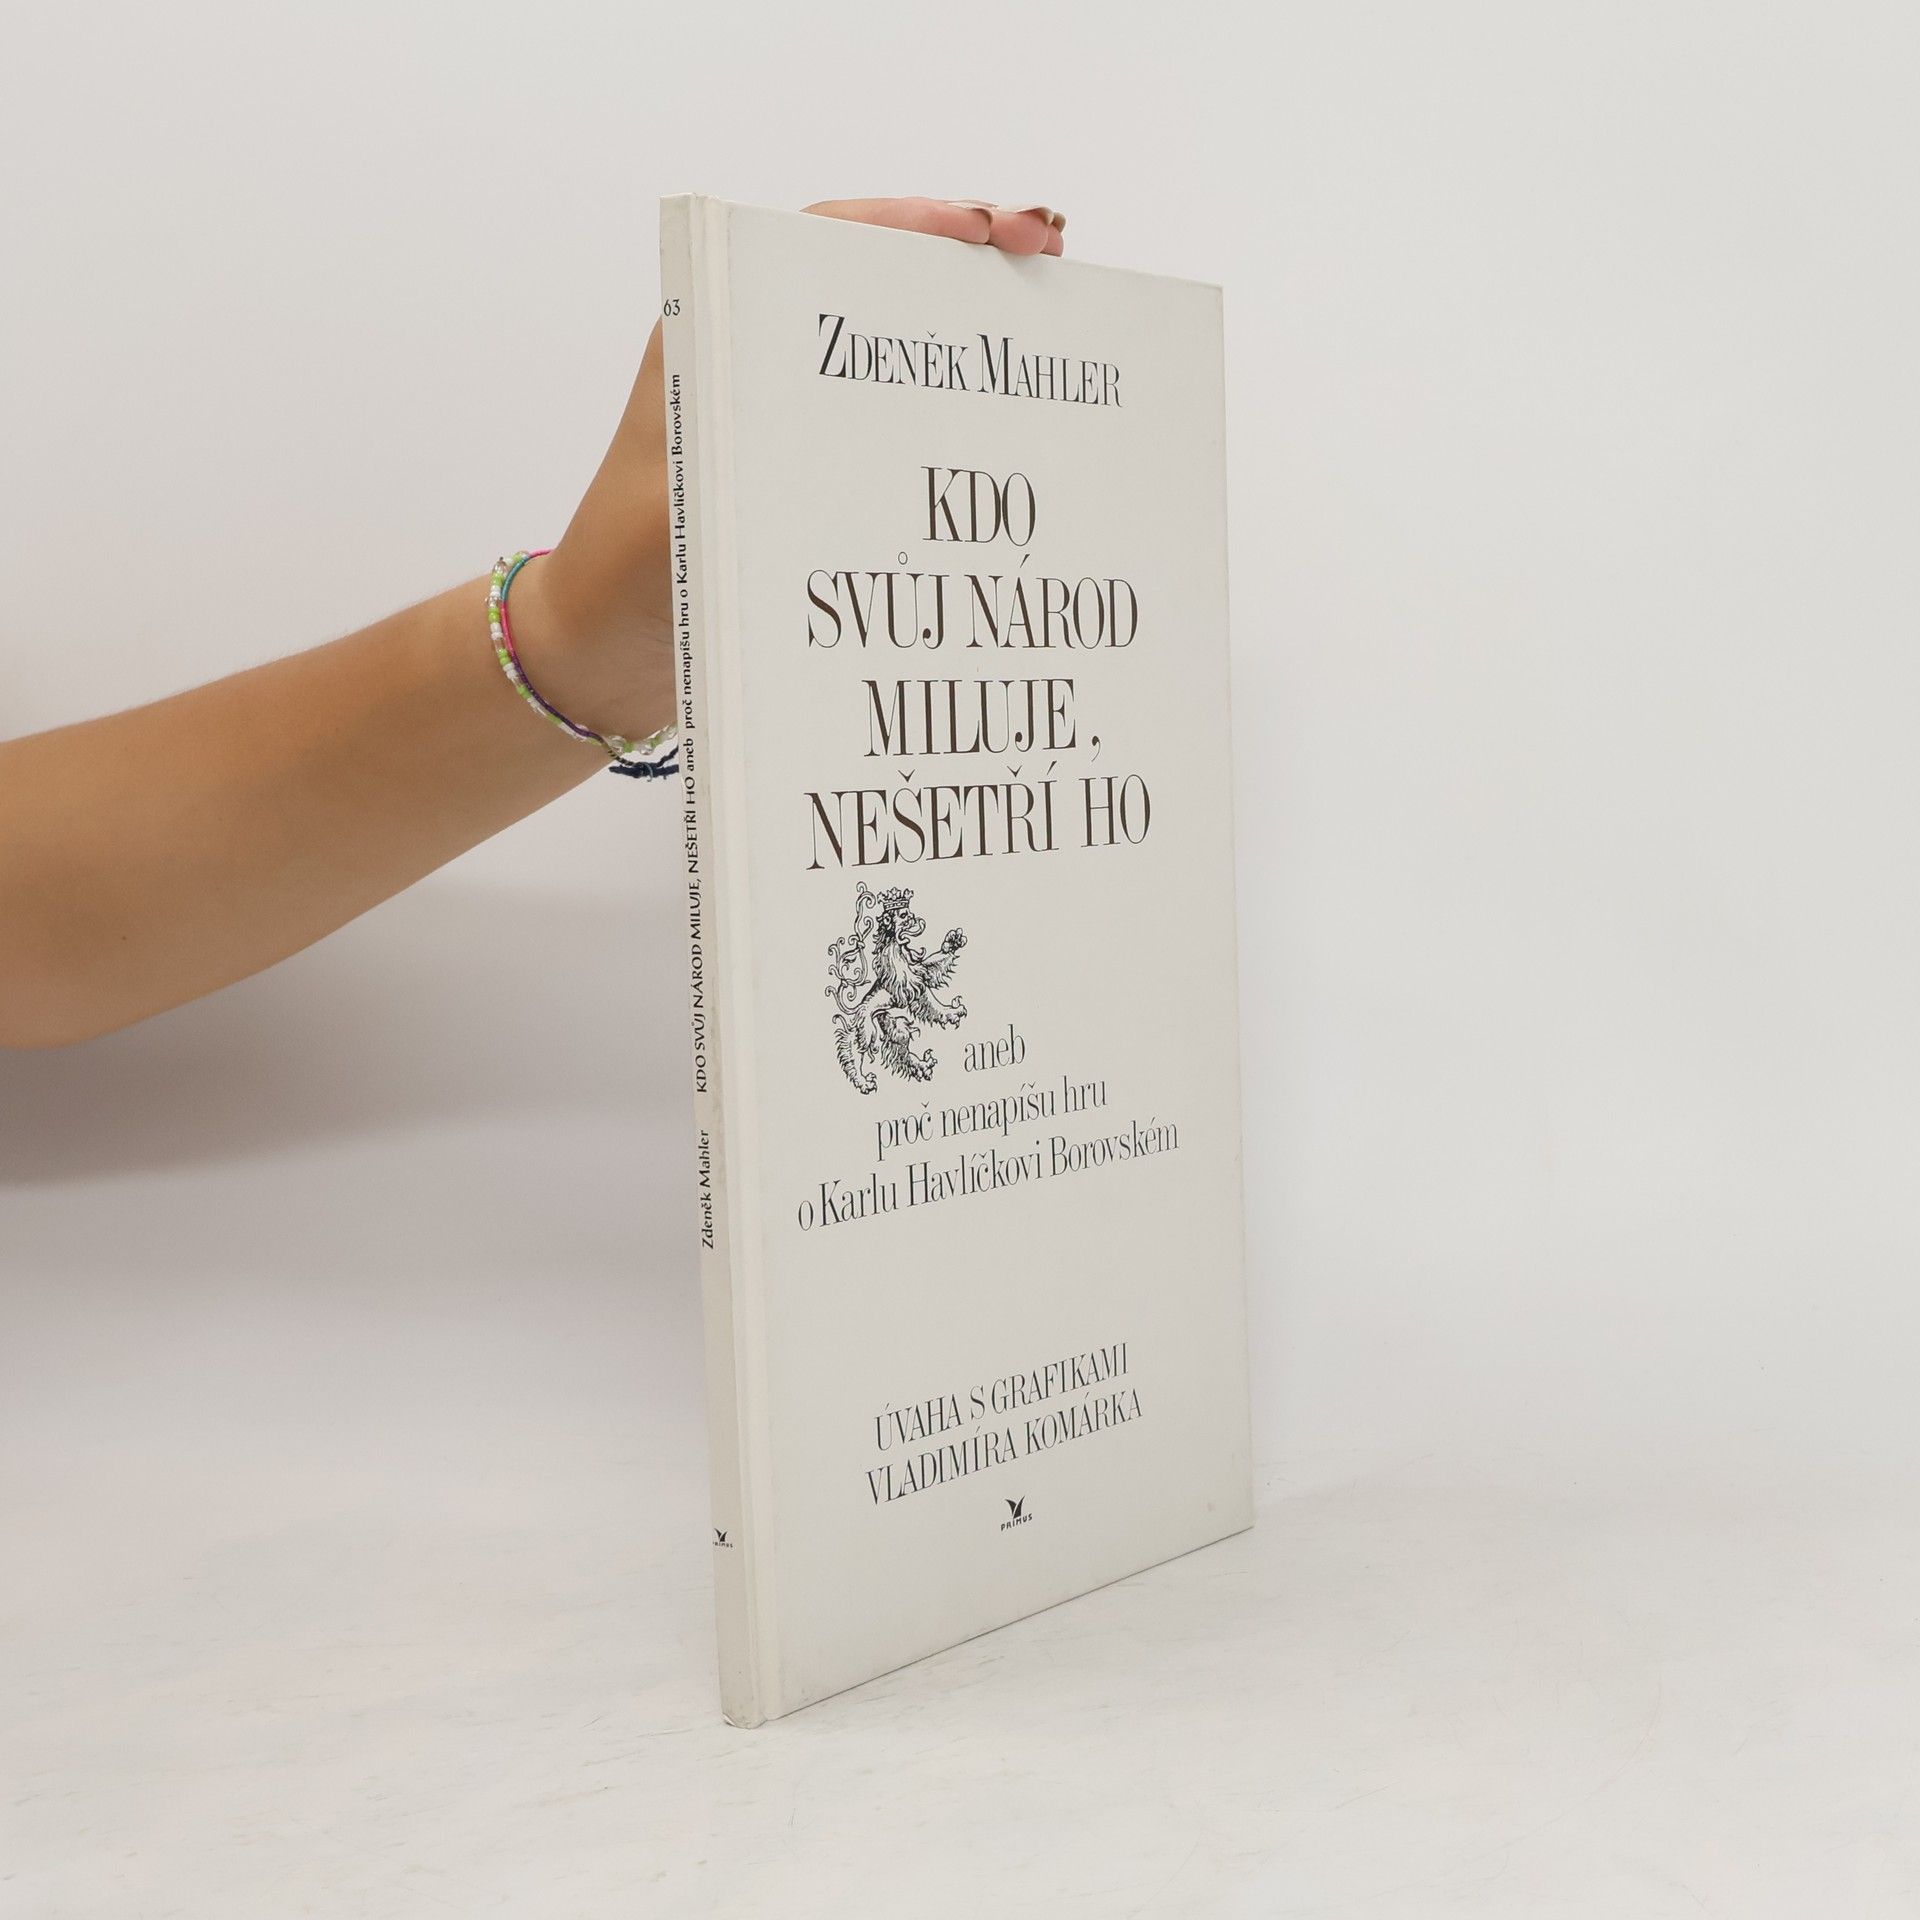 63
Zdeněk Mahler KDO SVŮJ NÁROD MILUJE, NEŠETŘÍ HO aneb proč nenapíšu hru o Karlu Havlíčkovi Borovském
PRIMUS
ZDENĚK MAHLER
KDO
SVŮJ NÁROD
MILUJE,
NEŠETŘÍ HO
aneb
proč nenapíšu hru
o Karlu Havlíčkovi Borovském
ÚVAHA S GRAFIKAMI
VLADIMÍRA KOMÁRKA
PRIMUS